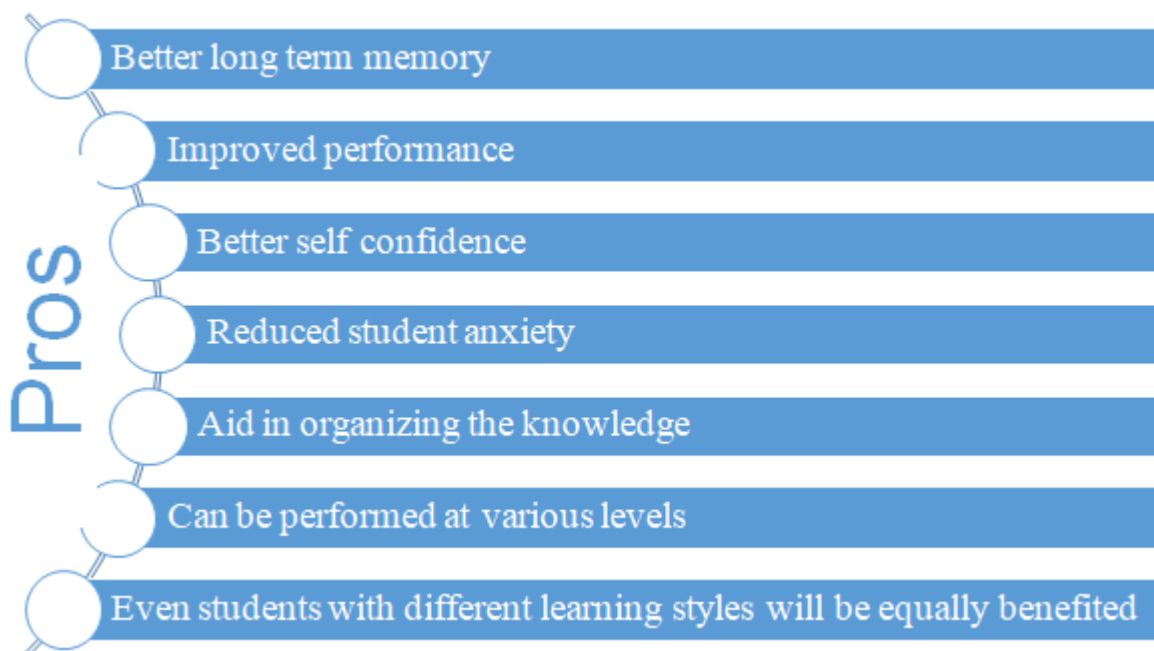 Pros
Better long term memory
Improved performance
Better self confidence
Reduced student anxiety
Aid in organizing the knowledge
Can be performed at various levels
Even students with different learning styles will be equally benefited